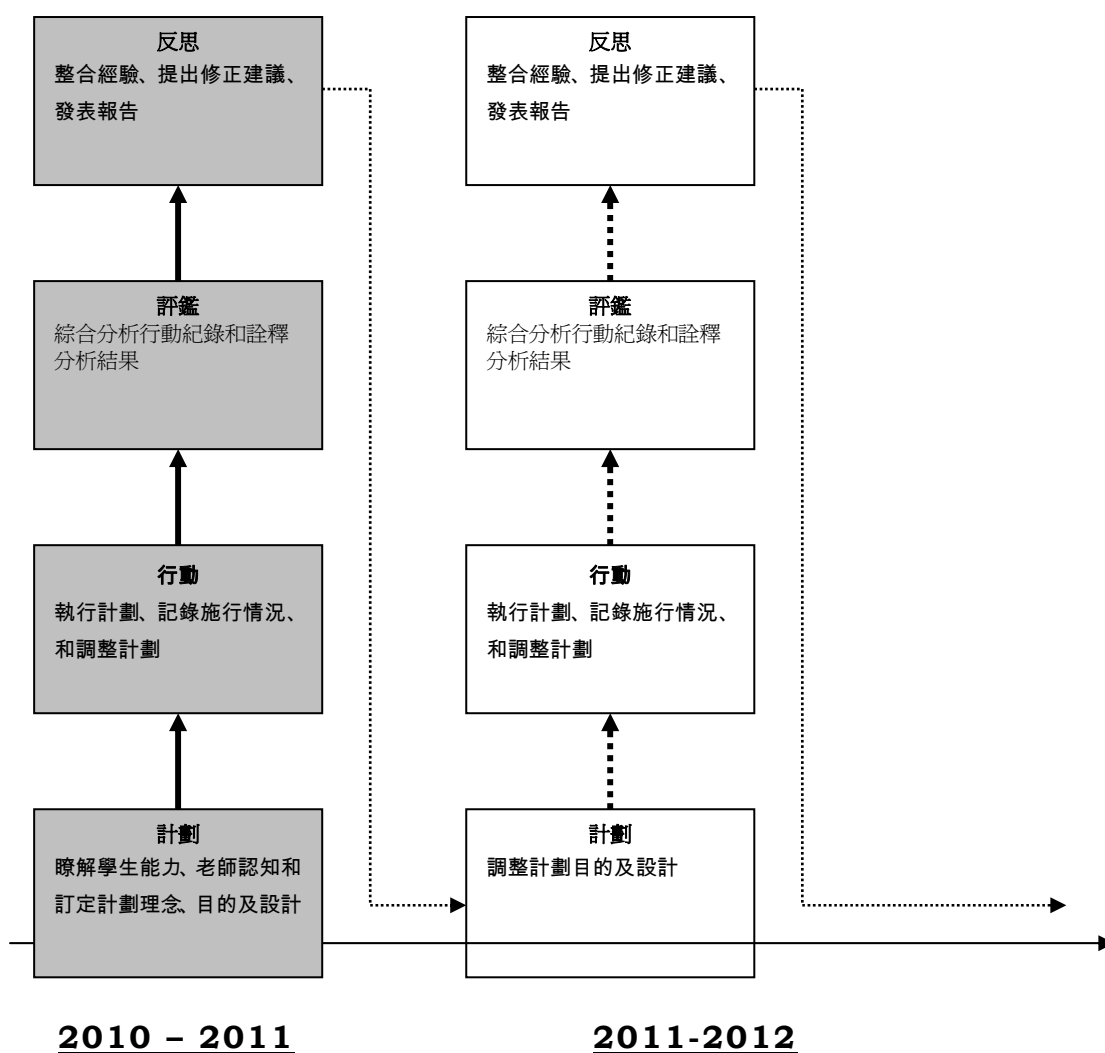 反思
整合經驗、提出修正建議、
發表報告
反思
整合經驗、提出修正建議、
發表報告
評鑑
綜合分析行動紀錄和詮釋
分析結果
評鑑
綜合分析行動紀錄和詮釋
分析結果
行動
執行計劃、記錄施行情況、
和調整計劃
行動
執行計劃、記錄施行情況、
和調整計劃
計劃
瞭解學生能力、老師認知和
訂定計劃理念、目的及設計
計劃
調整計劃目的及設計
2010 – 2011
2011-2012